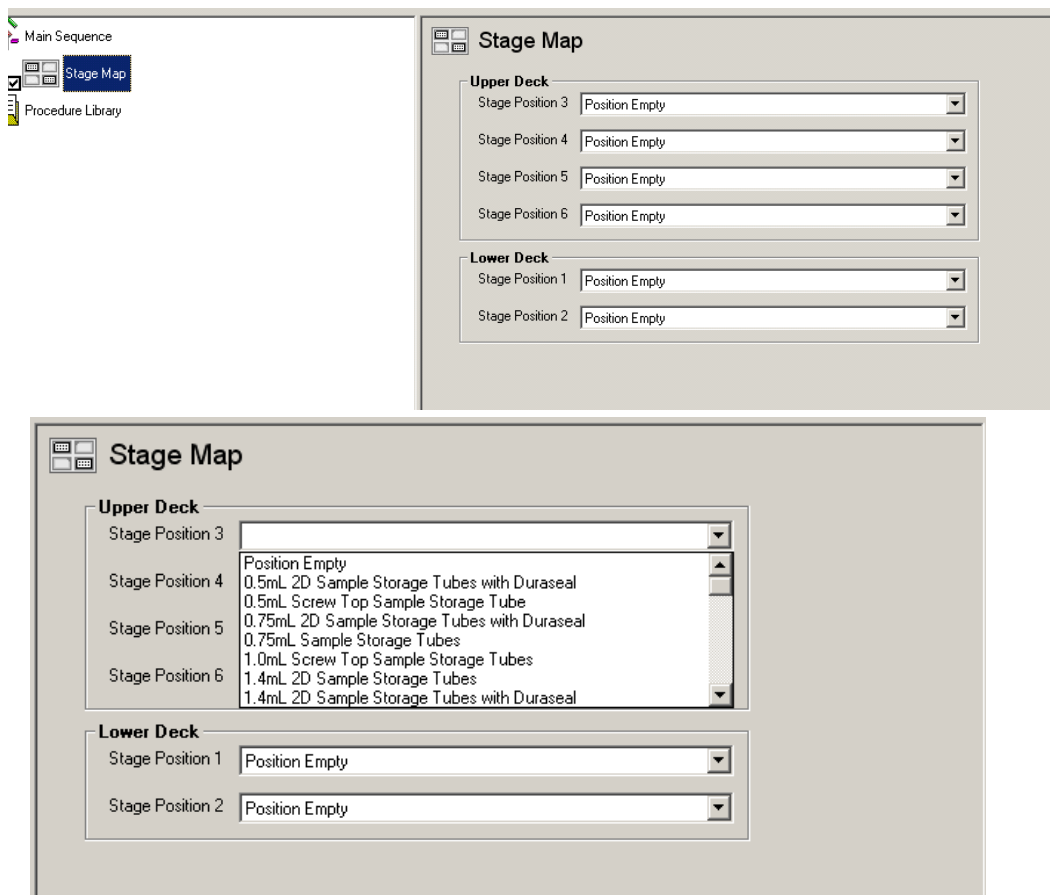 Main Sequence
Stage Map
Procedure Library
Stage Map
Upper Deck
Stage Position 3 Position Empty
Stage Position 4 Position Empty
Stage Position 5 Position Empty
Stage Position 6 Position Empty
Lower Deck
Stage Position 1 Position Empty
Stage Position 2 Position Empty
Stage Map
Upper Deck
Stage Position 3
Position Empty
Stage Position 4 0.5mL 2D Sample Storage Tubes with Duraseal
0.5mL Screw Top Sample Storage Tube
Stage Position 5 0.75mL 2D Sample Storage Tubes with Duraseal
0.75mL Sample Storage Tubes
1.0mL Screw Top Sample Storage Tubes
Stage Position 6 1.4mL 2D Sample Storage Tubes
1.4mL 2D Sample Storage Tubes with Duraseal
Lower Deck
Stage Position 1 Position Empty
Stage Position 2 Position Empty